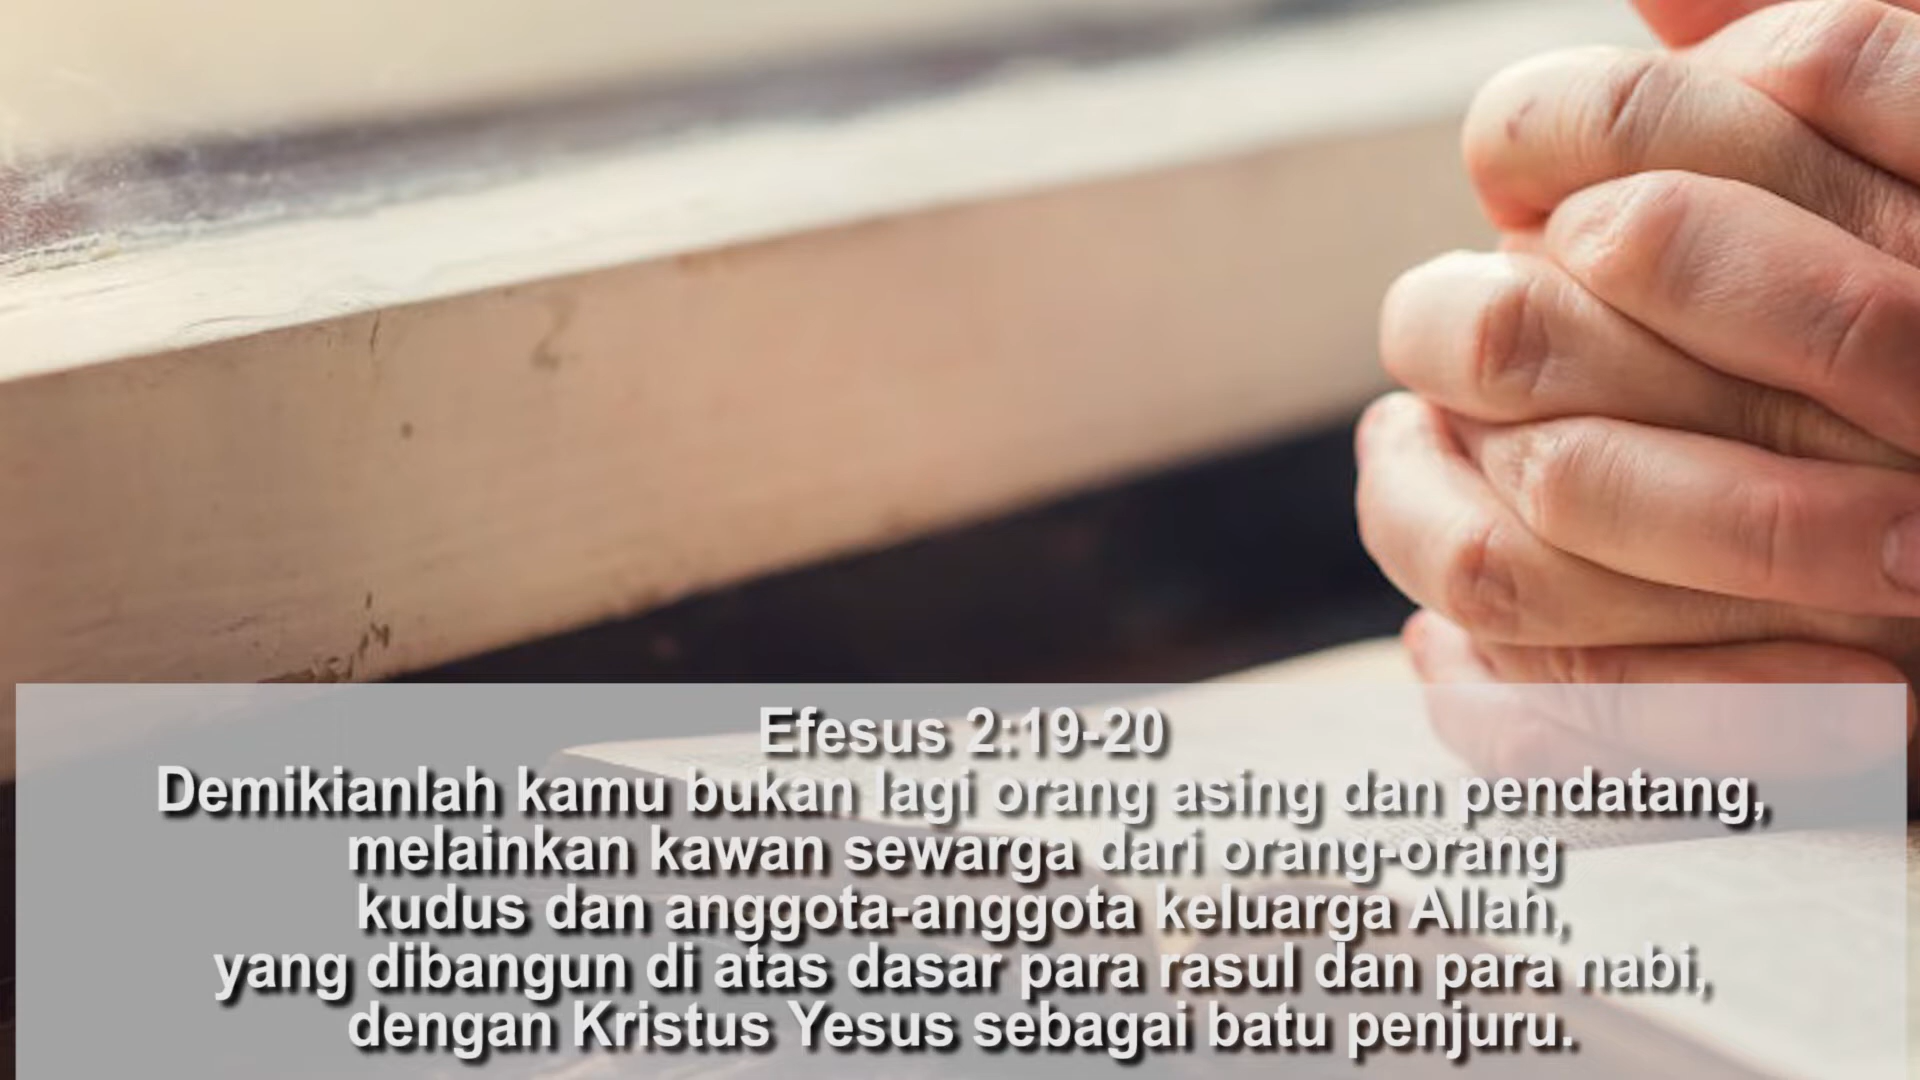 Efesus 2:19-20
Demikianlah kamu bukan lagi orang asing dan pendatang,
melainkan kawan sewarga dari orang-orang
kudus dan anggota-anggota keluarga Allah,
yang dibangun di atas dasar para rasul dan para nabi,
dengan Kristus Yesus sebagai batu penjuru.